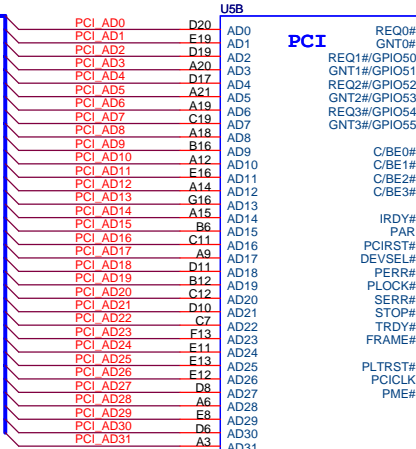 U5B
PCI
PCI_AD0 D20 AD0 REQ0#
PCI_AD1 E19 AD1 GNT0#
PCI_AD2 D19 AD2 REQ1#/GPIO50
PCI_AD3 A20 AD3 GNT1#/GPIO51
PCI_AD4 D17 AD4 REQ2#/GPIO52
PCI_AD5 A21 AD5 GNT2#/GPIO53
PCI_AD6 A19 AD6 REQ3#/GPIO54
PCI_AD7 C19 AD7 GNT3#/GPIO55
PCI_AD8 A18 AD8
PCI_AD9 B16 AD9 C/BE0#
PCI_AD10 A12 AD10 C/BE1#
PCI_AD11 E16 AD11 C/BE2#
PCI_AD12 A14 AD12 C/BE3#
PCI_AD13 G16 AD13
PCI_AD14 A15 AD14 IRDY#
PCI_AD15 B6 AD15 PAR
PCI_AD16 C11 AD16 PCIRST#
PCI_AD17 A9 AD17 DEVSEL#
PCI_AD18 D11 AD18 PERR#
PCI_AD19 B12 AD19 PLOCK#
PCI_AD20 C12 AD20 SERR#
PCI_AD21 D10 AD21 STOP#
PCI_AD22 C7 AD22 TRDY#
PCI_AD23 F13 AD23 FRAME#
PCI_AD24 E11 AD24
PCI_AD25 E13 AD25 PLTRST#
PCI_AD26 E12 AD26 PCICLK
PCI_AD27 D8 AD27 PME#
PCI_AD28 A6 AD28
PCI_AD29 E8 AD29
PCI_AD30 D6 AD30
PCI_AD31 A3 AD31